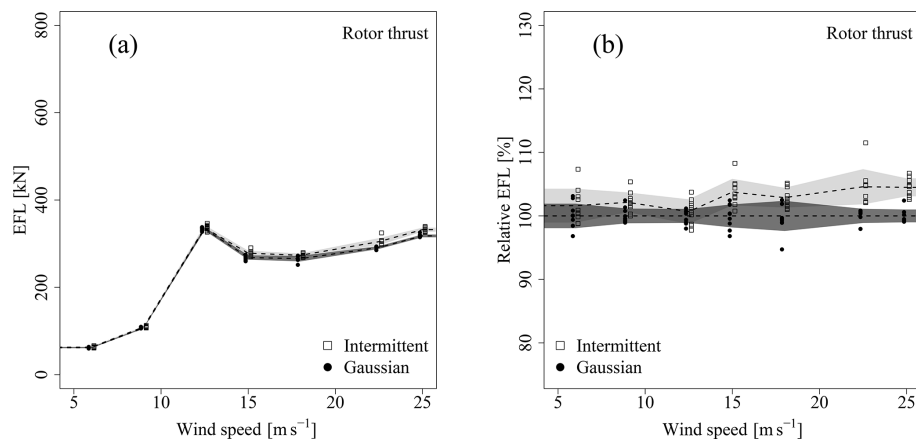 (a)
Rotor thrust
EFL [kN]
800
600
400
200
0
Intermittent
Gaussian
5 10 15 20 25
Wind speed [m s⁻¹]
(b)
Rotor thrust
Relative EFL [%]
130
120
110
100
90
80
Intermittent
Gaussian
5 10 15 20 25
Wind speed [m s⁻¹]